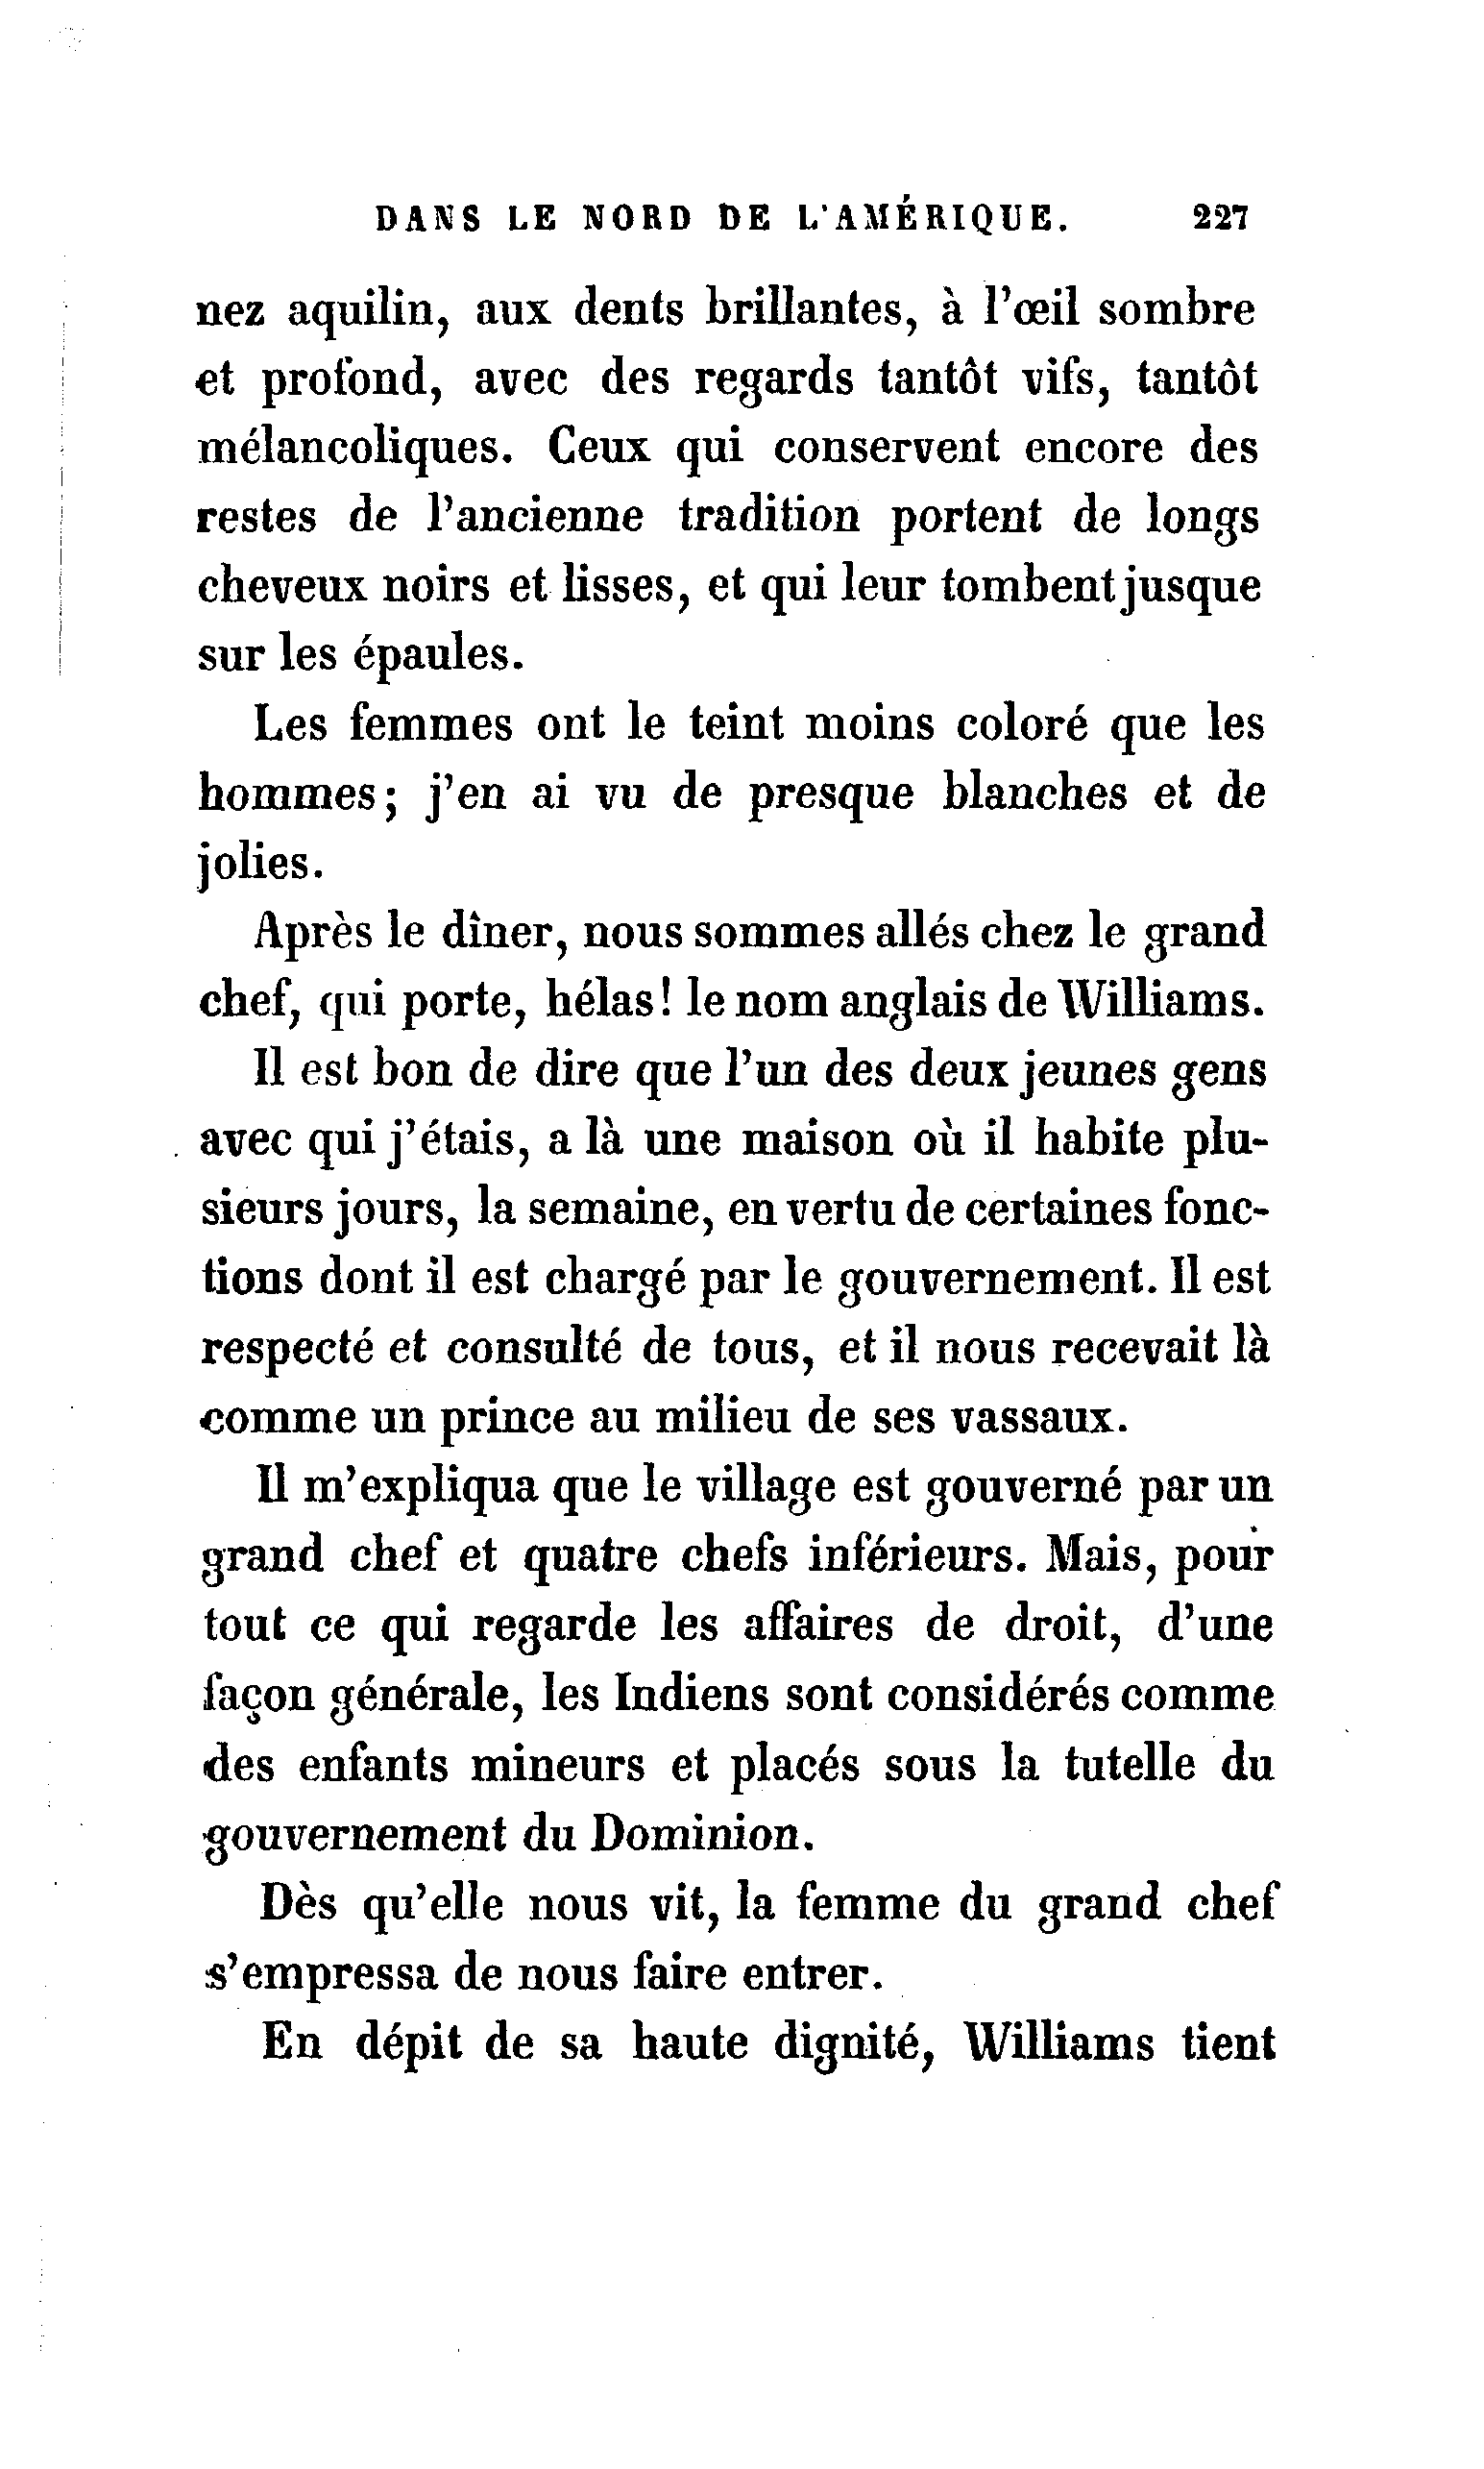 DANS LE NORD DE L'AMÉRIQUE. 227
nez aquilin, aux dents brillantes, à l'œil sombre
et profond, avec des regards tantôt vifs, tantôt
mélancoliques. Ceux qui conservent encore des
restes de l'ancienne tradition portent de longs
cheveux noirs et lisses, et qui leur tombent jusque
sur les épaules.
Les femmes ont le teint moins coloré que les
hommes; j'en ai vu de presque blanches et de
jolies.
Après le dîner, nous sommes allés chez le grand
chef, qui porte, hélas! le nom anglais de Williams.
Il est bon de dire que l'un des deux jeunes gens
avec qui j'étais, a là une maison où il habite plu-
sieurs jours, la semaine, en vertu de certaines fonc-
tions dont il est chargé par le gouvernement. Il est
respecté et consulté de tous, et il nous recevait là
comme un prince au milieu de ses vassaux.
Il m'expliqua que le village est gouverné par un
grand chef et quatre chefs inférieurs. Mais, pour
tout ce qui regarde les affaires de droit, d'une
façon générale, les Indiens sont considérés comme
des enfants mineurs et placés sous la tutelle du
gouvernement du Dominion.
Dès qu'elle nous vit, la femme du grand chef
s'empressa de nous faire entrer.
En dépit de sa haute dignité, Williams tient